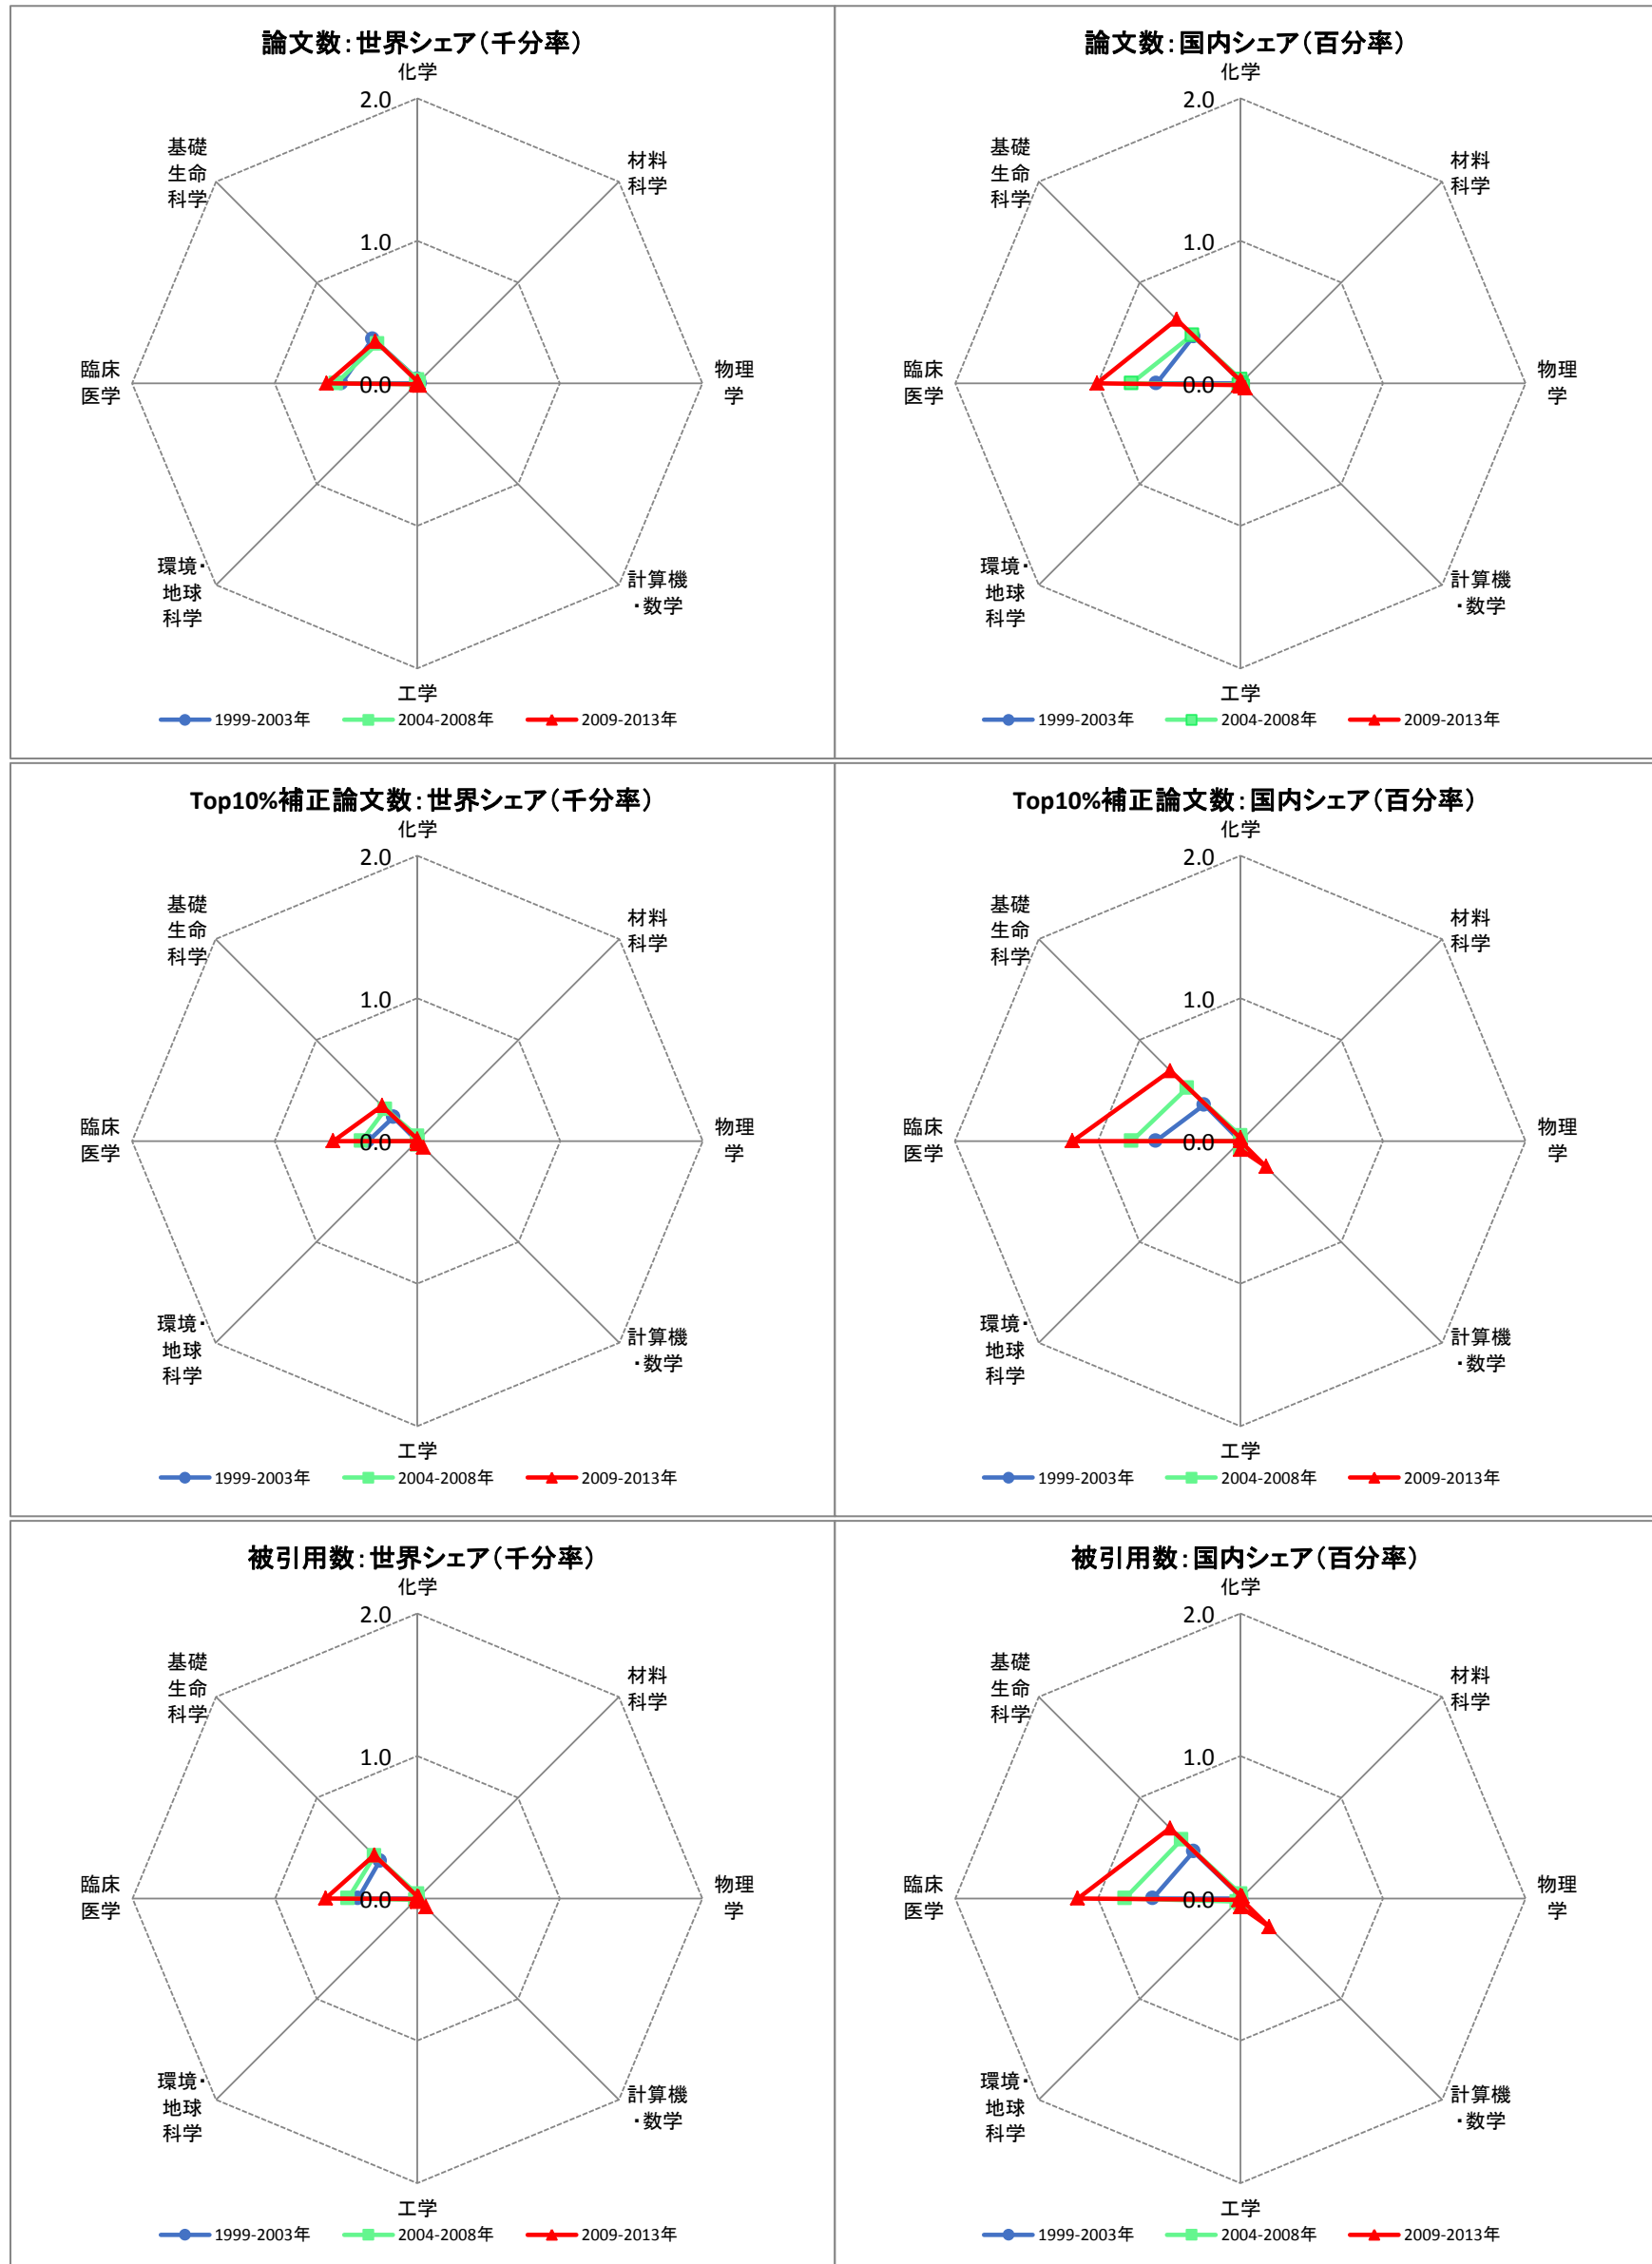 論文数：世界シェア（千分率）
化学
2.0
基礎
生命
科学
材料
科学
1.0
臨床
医学
0.0
物理
学
環境・
地球
科学
計算機
・数学
工学
1999-2003年 2004-2008年 2009-2013年
論文数：国内シェア（百分率）
化学
2.0
基礎
生命
科学
材料
科学
1.0
臨床
医学
0.0
物理
学
環境・
地球
科学
計算機
・数学
工学
1999-2003年 2004-2008年 2009-2013年
Top10%補正論文数：世界シェア（千分率）
化学
2.0
基礎
生命
科学
材料
科学
1.0
臨床
医学
0.0
物理
学
環境・
地球
科学
計算機
・数学
工学
1999-2003年 2004-2008年 2009-2013年
Top10%補正論文数：国内シェア（百分率）
化学
2.0
基礎
生命
科学
材料
科学
1.0
臨床
医学
0.0
物理
学
環境・
地球
科学
計算機
・数学
工学
1999-2003年 2004-2008年 2009-2013年
被引用数：世界シェア（千分率）
化学
2.0
基礎
生命
科学
材料
科学
1.0
臨床
医学
0.0
物理
学
環境・
地球
科学
計算機
・数学
工学
1999-2003年 2004-2008年 2009-2013年
被引用数：国内シェア（百分率）
化学
2.0
基礎
生命
科学
材料
科学
1.0
臨床
医学
0.0
物理
学
環境・
地球
科学
計算機
・数学
工学
1999-2003年 2004-2008年 2009-2013年